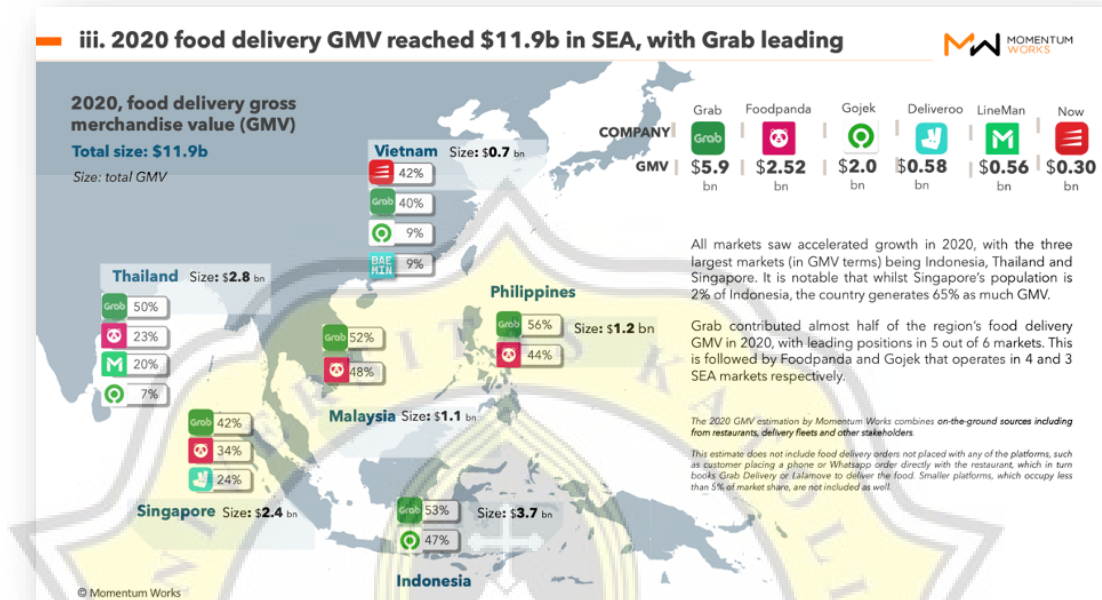 iii. 2020 food delivery GMV reached $11.9b in SEA, with Grab leading
MOMENTUM
WORKS
2020, food delivery gross
merchandise value (GMV)
Total size: $11.9b
Size: total GMV
COMPANY
Grab
Foodpanda
Gojek
Deliveroo
LineMan
Now
Grab
GMV
$5.9
bn
$2.52
bn
$2.0
bn
$0.58
bn
$0.56
bn
$0.30
bn
Vietnam Size: $0.7 bn
42%
Grab 40%
9%
BAE
MIN
9%
Thailand Size: $2.8 bn
Grab 50%
23%
20%
7%
Philippines
Grab 56%
Size: $1.2 bn
44%
Grab 52%
48%
Malaysia Size: $1.1 bn
Grab 42%
34%
24%
Singapore Size: $2.4 bn
Grab 53%
Size: $3.7 bn
47%
Indonesia
All markets saw accelerated growth in 2020, with the three
largest markets (in GMV terms) being Indonesia, Thailand and
Singapore. It is notable that whilst Singapore's population is
2% of Indonesia, the country generates 65% as much GMV.
Grab contributed almost half of the region's food delivery
GMV in 2020, with leading positions in 5 out of 6 markets. This
is followed by Foodpanda and Gojek that operates in 4 and 3
SEA markets respectively.
The 2020 GMV estimation by Momentum Works combines on-the-ground sources including
from restaurants, delivery fleets and other stakeholders.
This estimate does not include food delivery orders not placed with any of the platforms, such
as customer placing a phone or Whatsapp order directly with the restaurant, which in turn
books Grab Delivery or Lalamove to deliver the food. Smaller platforms, which occupy less
than 5% of market share, are not included as well.
© Momentum Works